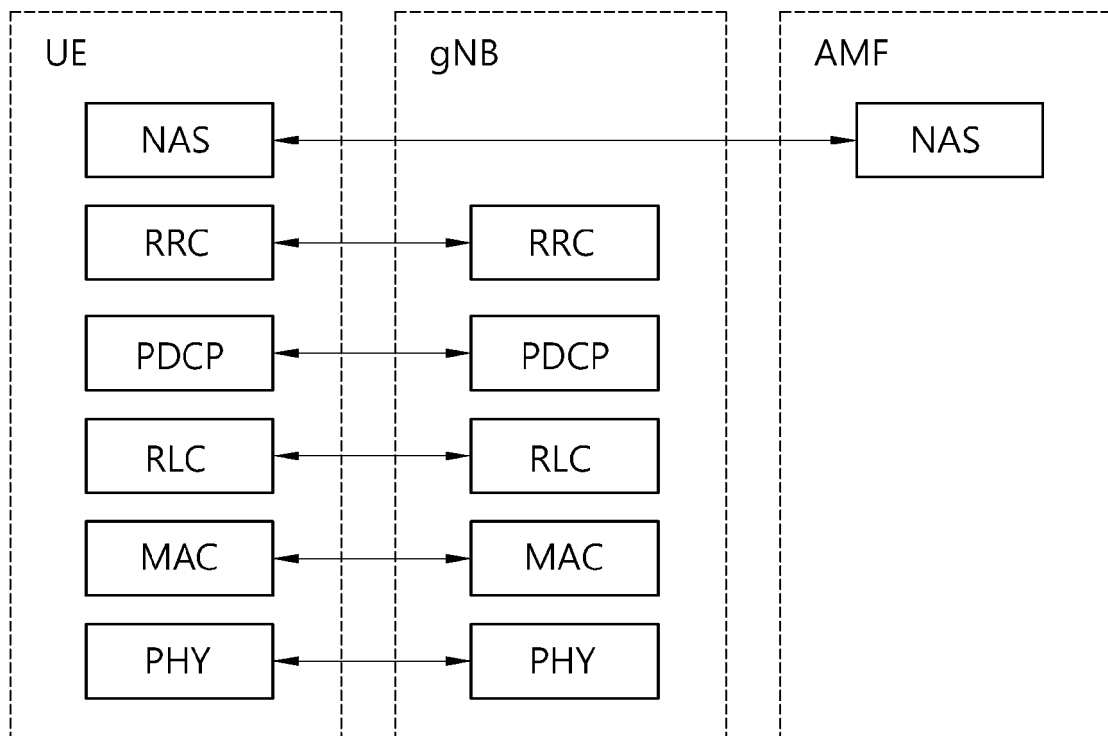 UE
gNB
AMF
NAS
NAS
RRC
RRC
PDCP
PDCP
RLC
RLC
MAC
MAC
PHY
PHY